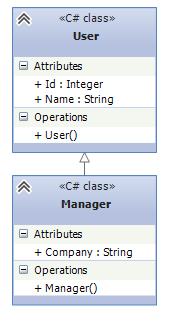 «C# class»
User
Attributes
+ Id : Integer
+ Name : String
Operations
+ User()
«C# class»
Manager
Attributes
+ Company : String
Operations
+ Manager()